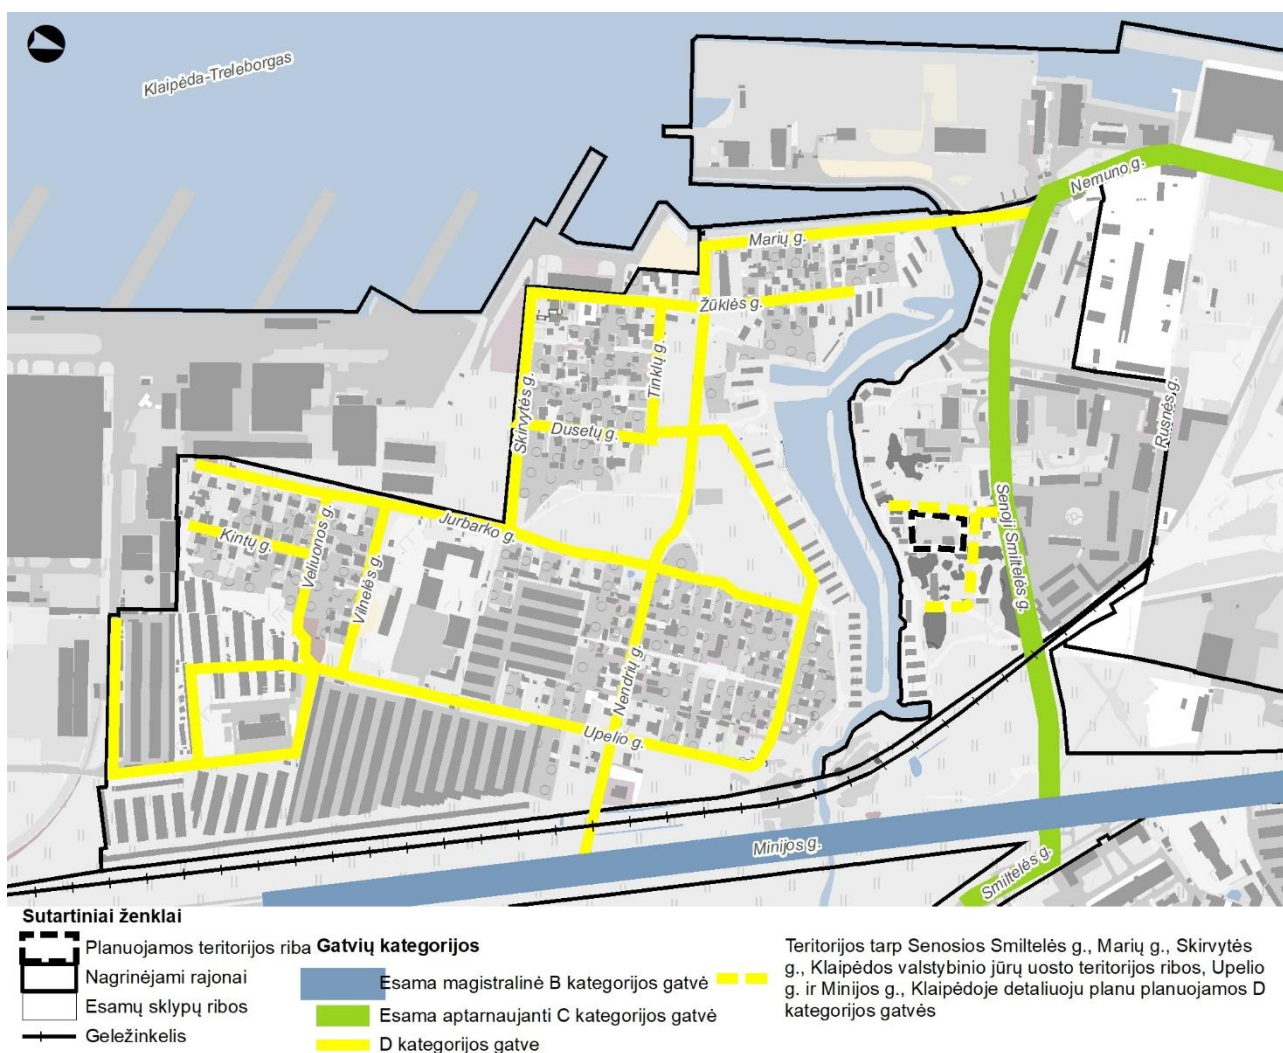 Klaipėda-Treleborgas
Nemuno g.
Marių g.
Žūklės g.
Tinklų g.
Skirvytės g.
Dusetų g.
Rusnės g.
Senoji Smiltelės g.
Jurbarko g.
Kintų g.
Veliuonos g.
Vilnelės g.
Nendrių g.
Upelio g.
Minijos g.
Smiltelės g.
Sutartiniai ženklai
Planuojamos teritorijos riba
Nagrinėjami rajonai
Esamų sklypų ribos
Geležinkelis
Gatvių kategorijos
Esama magistralinė B kategorijos gatvė
Esama aptarnaujanti C kategorijos gatvė
D kategorijos gatve
Teritorijos tarp Senosios Smiltelės g., Marių g., Skirvytės
g., Klaipėdos valstybinio jūrų uosto teritorijos ribos, Upelio
g. ir Minijos g., Klaipėdoje detaliuoju planu planuojamos D
kategorijos gatvės